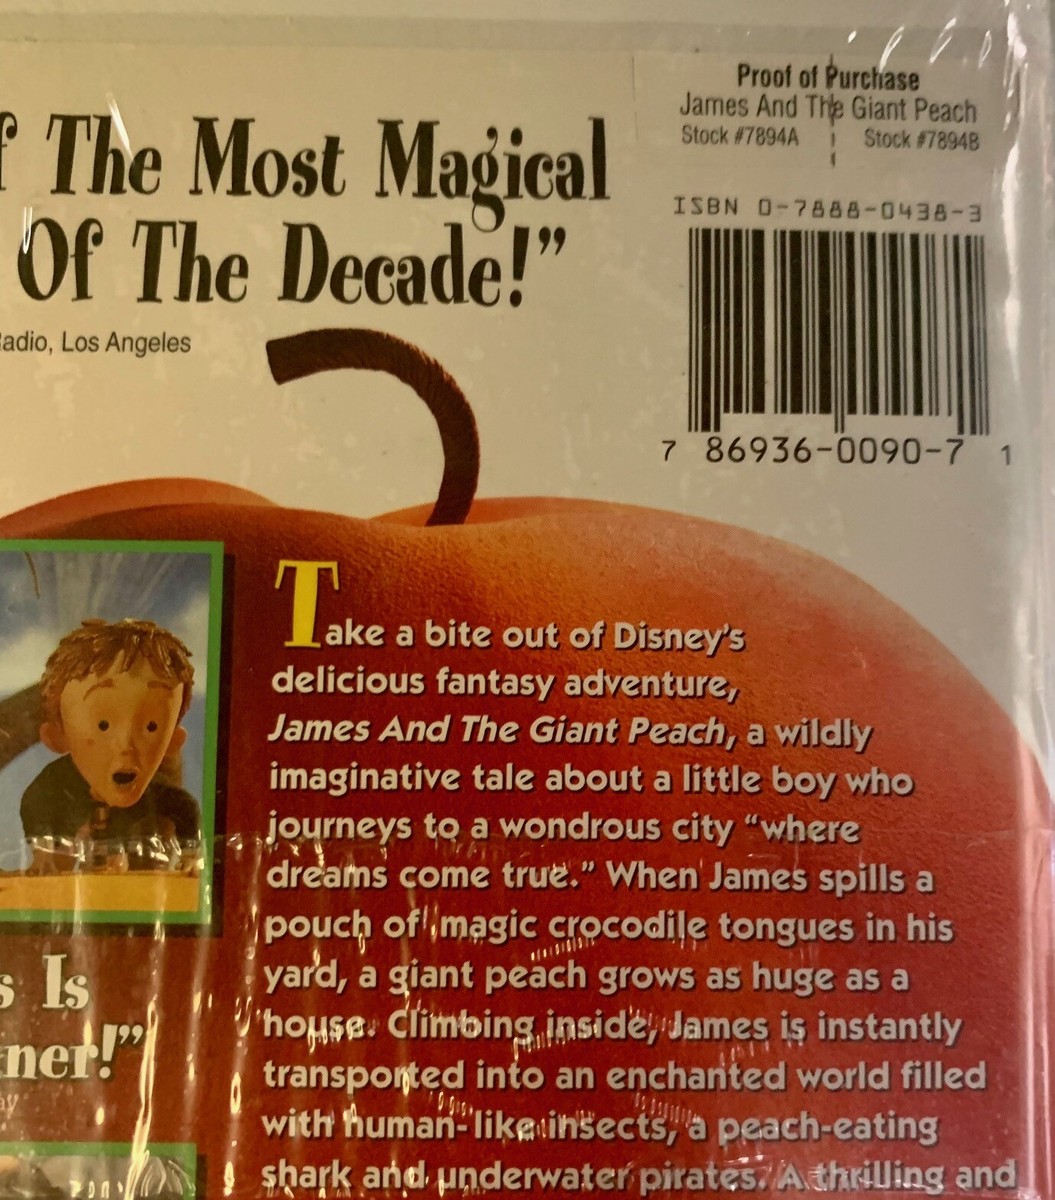 Proof of Purchase
James And The Giant Peach
Stock #7894A Stock #7894B
ISBN 0-7888-0438-3
7 86936-0090-7 1
The Most Magical
Of The Decade!”
Radio, Los Angeles
Take a bite out of Disney's
delicious fantasy adventure,
James And The Giant Peach, a wildly
imaginative tale about a little boy who
journeys to a wondrous city “where
dreams come true.” When James spills a
pouch of magic crocodile tongues in his
yard, a giant peach grows as huge as a
house. Climbing inside, James is instantly
transported into an enchanted world filled
with human-like insects, a peach-eating
shark and underwater pirates. A thrilling and
s Is
ner!”